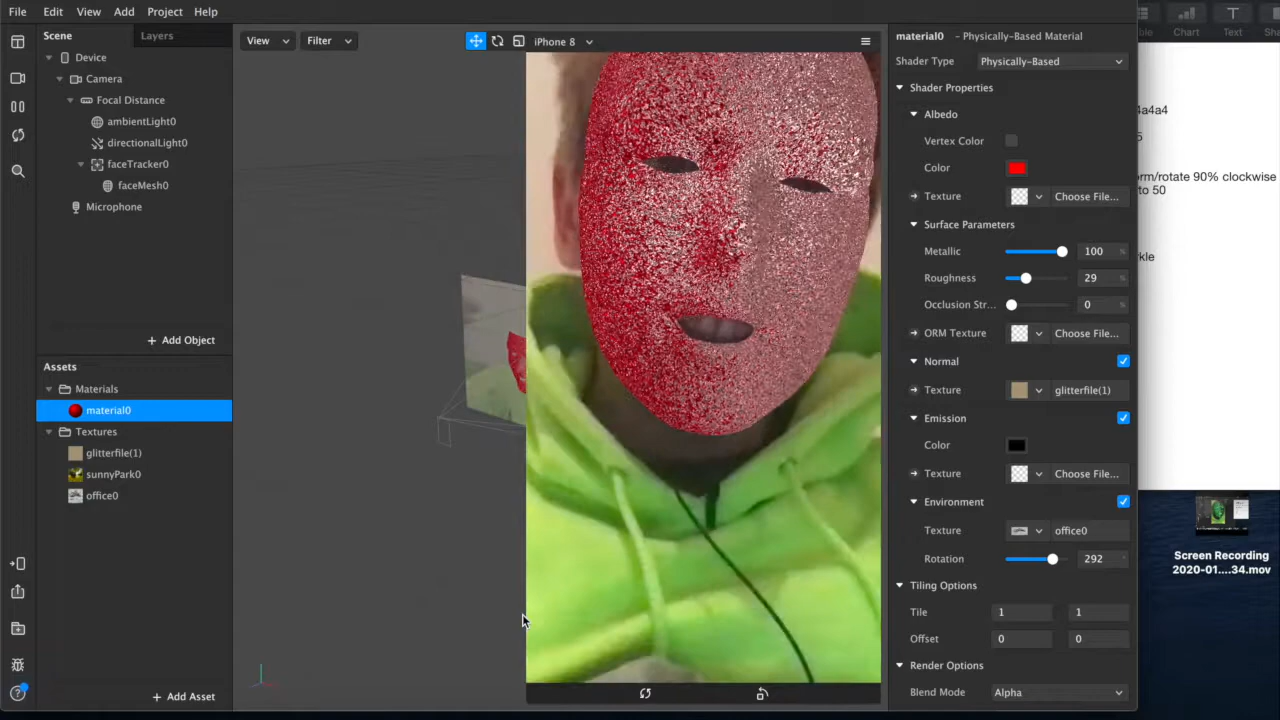 File Edit View Add Project Help
Scene Layers
Device
Camera
Focal Distance
ambientLight0
directionalLight0
faceTracker0
faceMesh0
Microphone
+ Add Object
Assets
Materials
material0
Textures
glitterfile(1)
sunnyPark0
office0
+ Add Asset
View Filter iPhone 8
material0 - Physically-Based Material
Shader Type Physically-Based
Shader Properties
Albedo
Vertex Color
Color
Texture Choose File...
Surface Parameters
Metallic 100 %
Roughness 29 %
Occlusion Str... 0 %
ORM Texture Choose File...
Normal
Texture glitterfile(1)
Emission
Color
Texture Choose File...
Environment
Texture office0
Rotation 292 °
Tiling Options
Tile 1 1
Offset 0 0
Render Options
Blend Mode Alpha
ble Chart Text Sha
4a4a4
5
orm/rotate 90% clockwise
to 50
rkle
Screen Recording
2020-01....34.mov